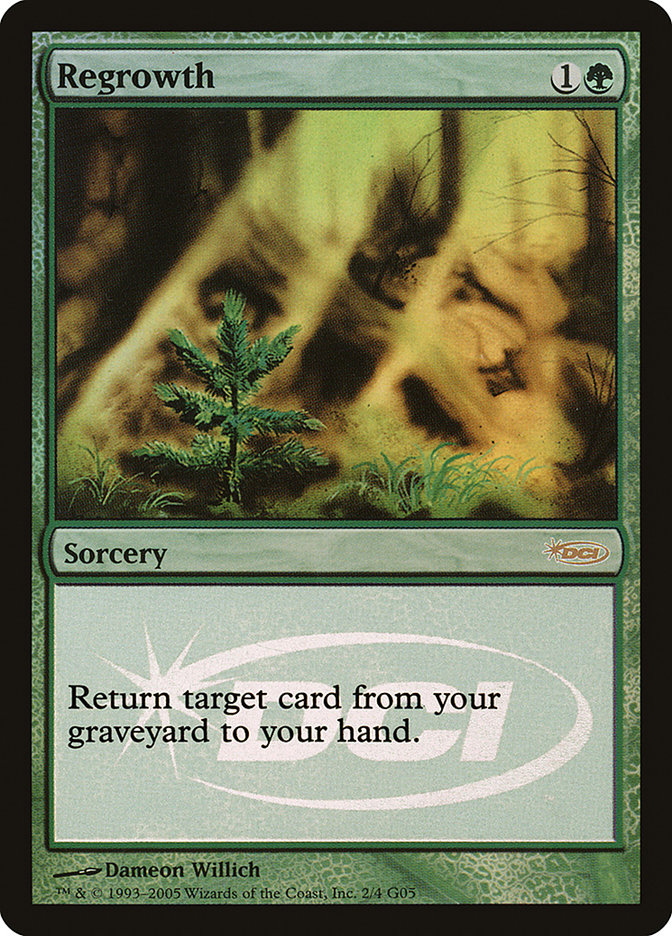 Regrowth
1
Sorcery
DCI
Return target card from your
graveyard to your hand.
DCI
Dameon Willich
™ & © 1993–2005 Wizards of the Coast, Inc. 2/4 G05